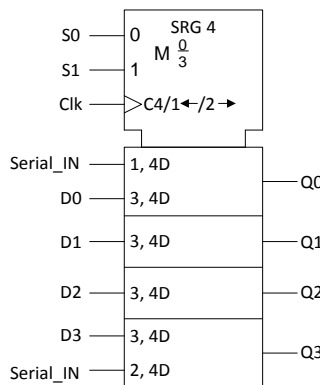 SRG 4
S0 0 M 0/3
S1 1
Clk C4/1←/2→
Serial_IN 1, 4D
Q0
D0 3, 4D
D1 3, 4D Q1
D2 3, 4D Q2
D3 3, 4D
Q3
Serial_IN 2, 4D